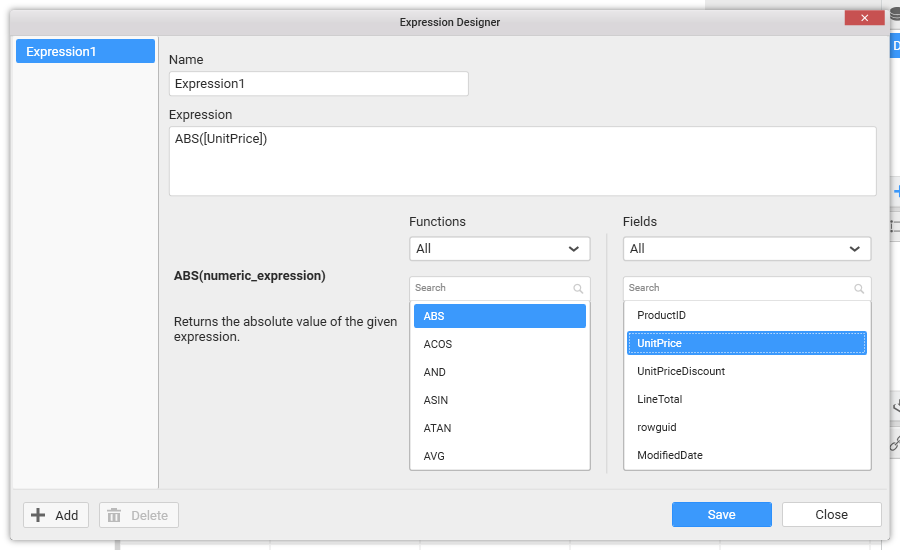 Expression Designer
Expression1
Name
Expression1
Expression
ABS([UnitPrice])
Functions
Fields
All
All
ABS(numeric_expression)
Search
Search
Returns the absolute value of the given
expression.
ABS
ACOS
AND
ASIN
ATAN
AVG
ProductID
UnitPrice
UnitPriceDiscount
LineTotal
rowguid
ModifiedDate
Add
Delete
Save
Close
D